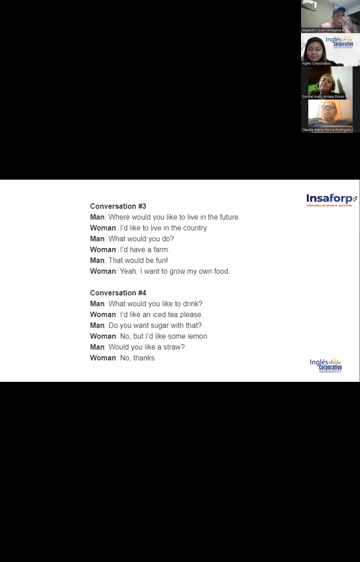 Inglés
Corporativo
Inglés Corporativo
Insaforp
Conversation #3
Man: Where would you like to live in the future.
Woman: I'd like to live in the country.
Man: What would you do?
Woman: I'd have a farm.
Man: That would be fun!
Woman: Yeah, I want to grow my own food.
Conversation #4
Man: What would you like to drink?
Woman: I'd like an iced tea please.
Man: Do you want sugar with that?
Woman: No, but I'd like some lemon.
Man: Would you like a straw?
Woman: No, thanks.
Inglés
Corporativo